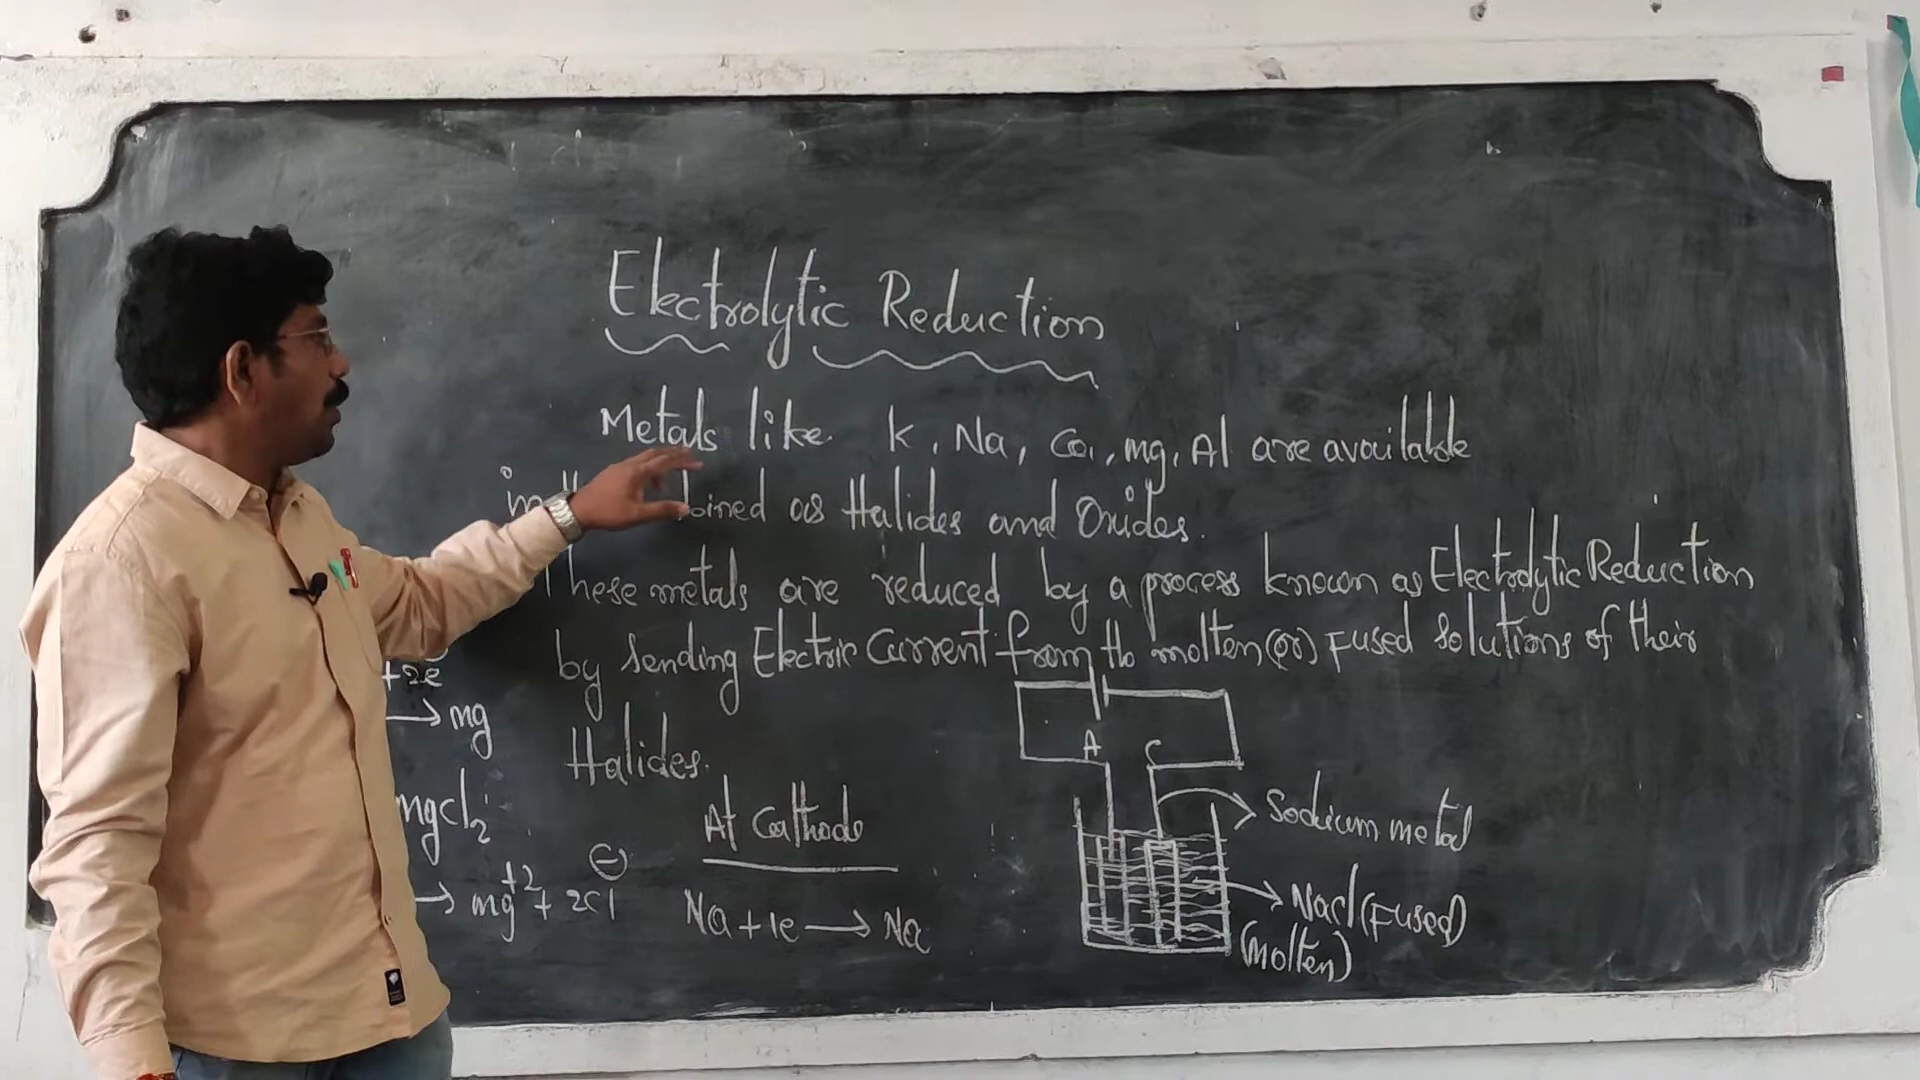 Electrolytic Reduction
Metals like K, Na, Ca, mg, Al are available
in bined as Halides and Oxides.
These metals are reduced by a process known as Electrolytic Reduction
by sending Electric Current from th molten (or) Fused Solutions of their
Halides.
+2e
→ mg
mgcl2
→ mg+2 + 2Cl⊖
At Cathode
Na + 1e → Na
A C
Sodium metal
Nacl (Fused)
(molten)